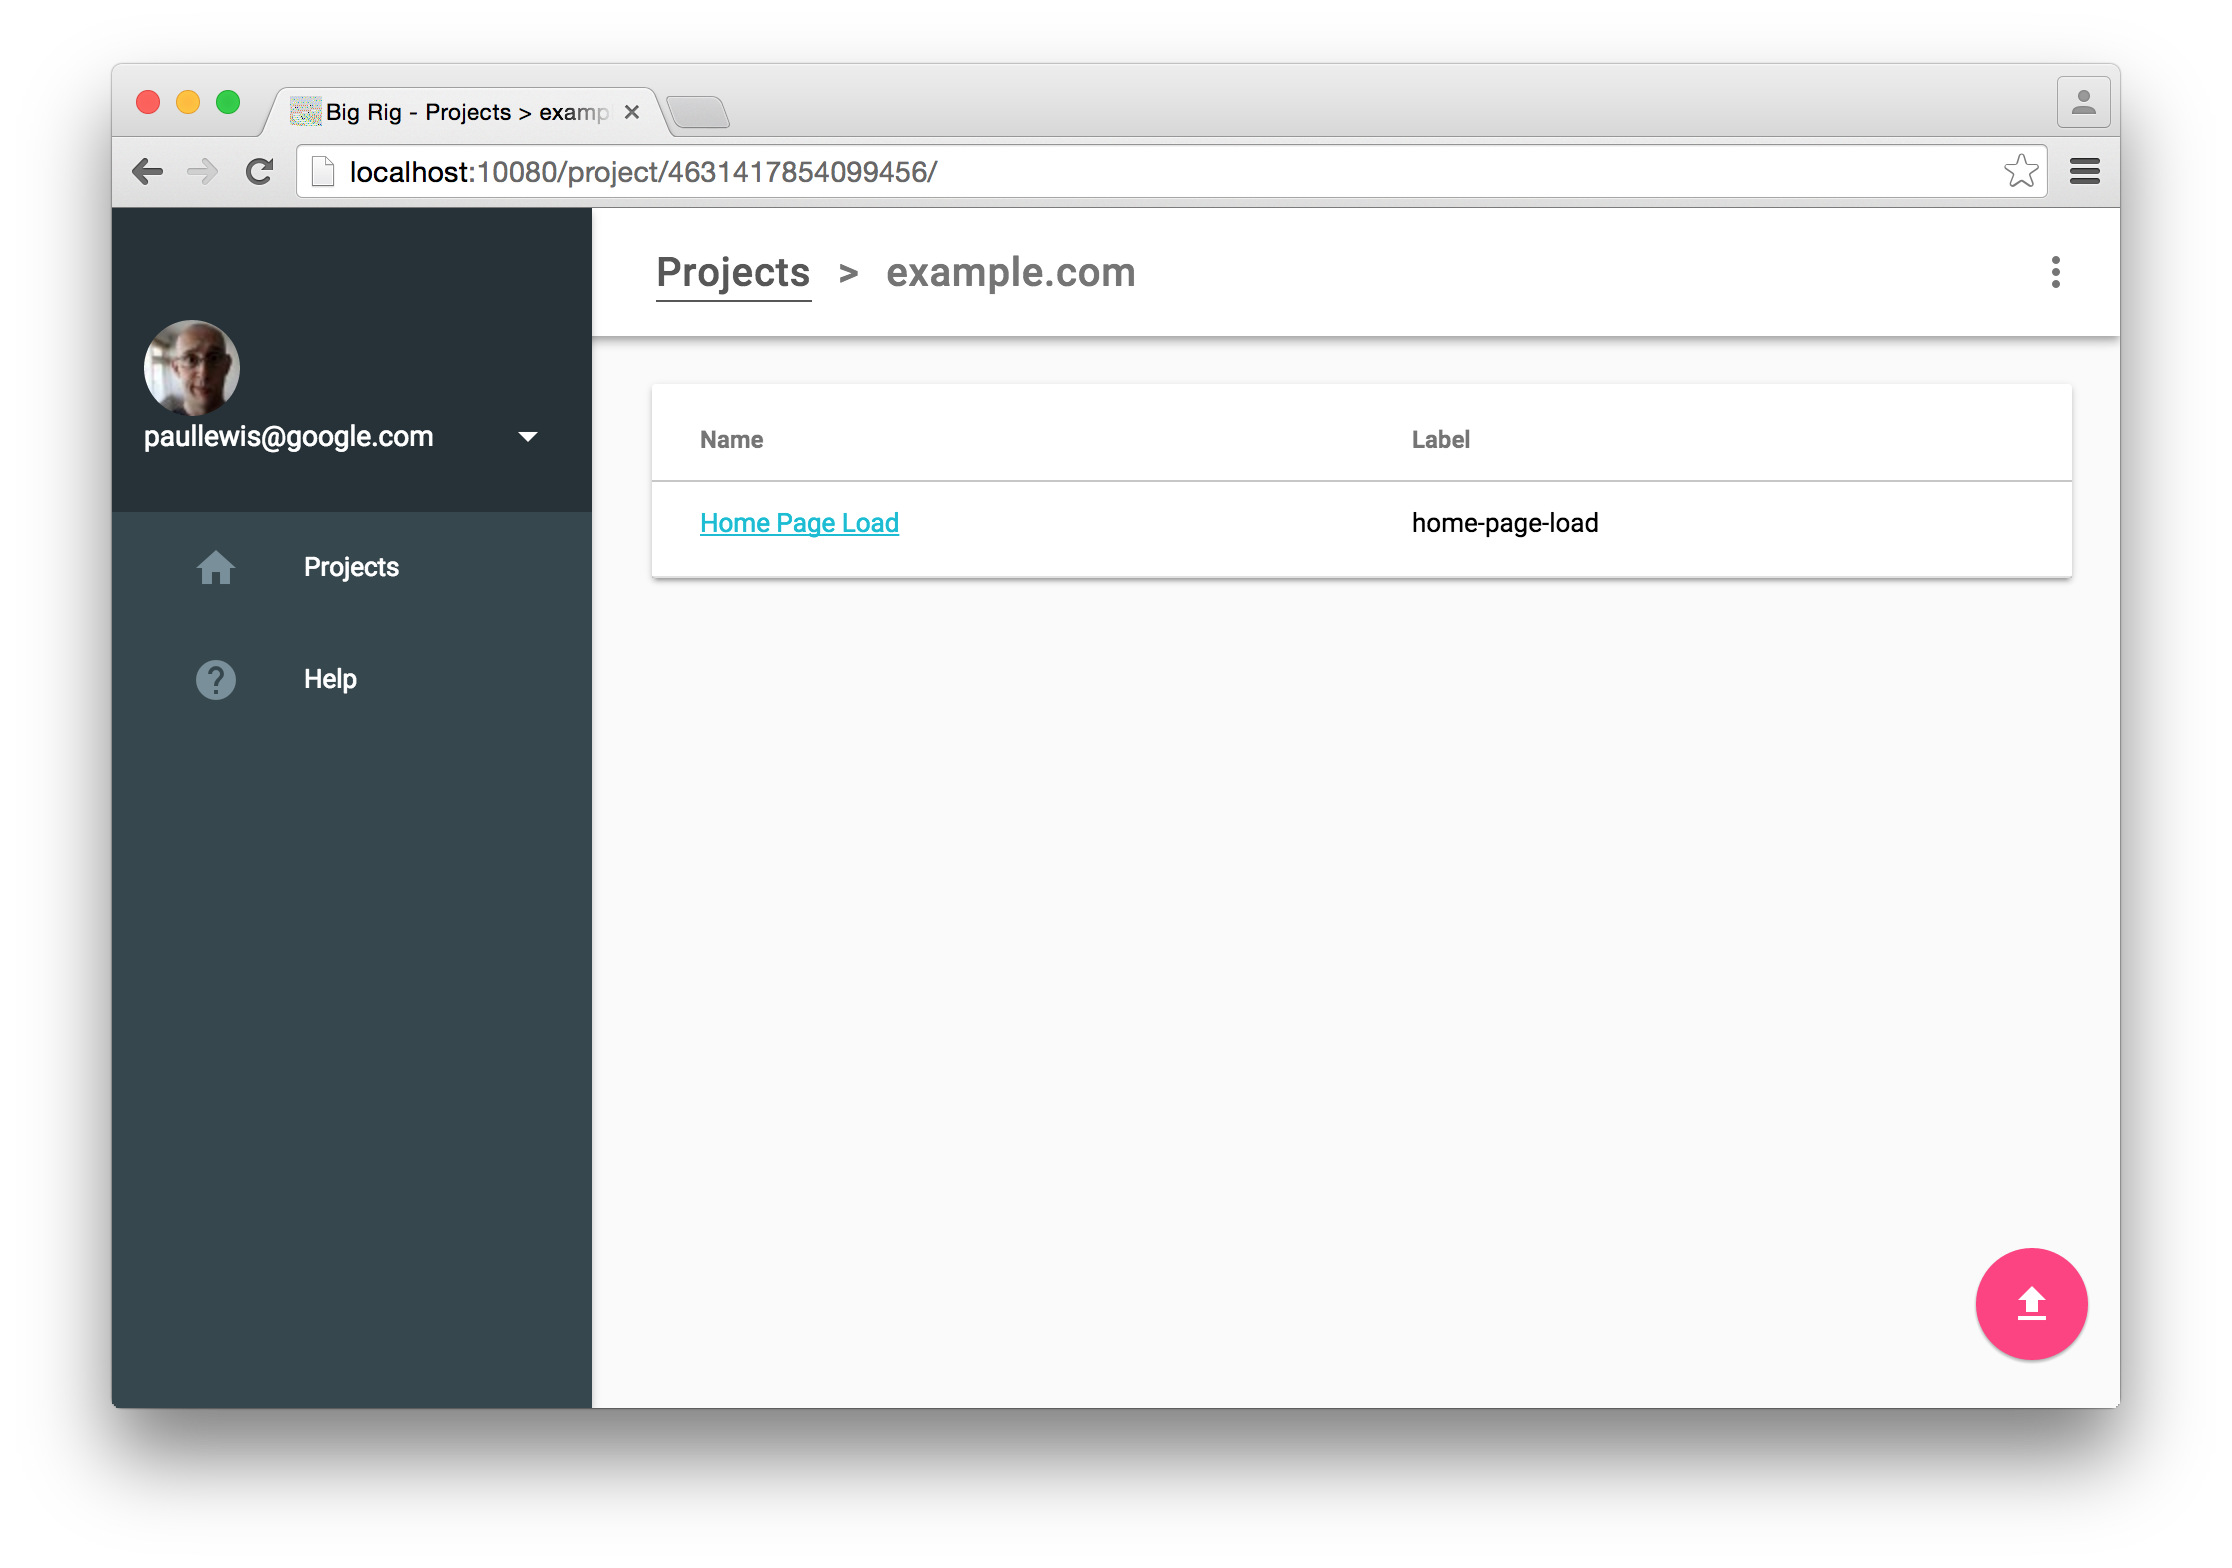 Big Rig - Projects > examp
localhost:10080/project/4631417854099456/
Projects > example.com
paullewis@google.com
Projects
Help
Name Label
Home Page Load home-page-load